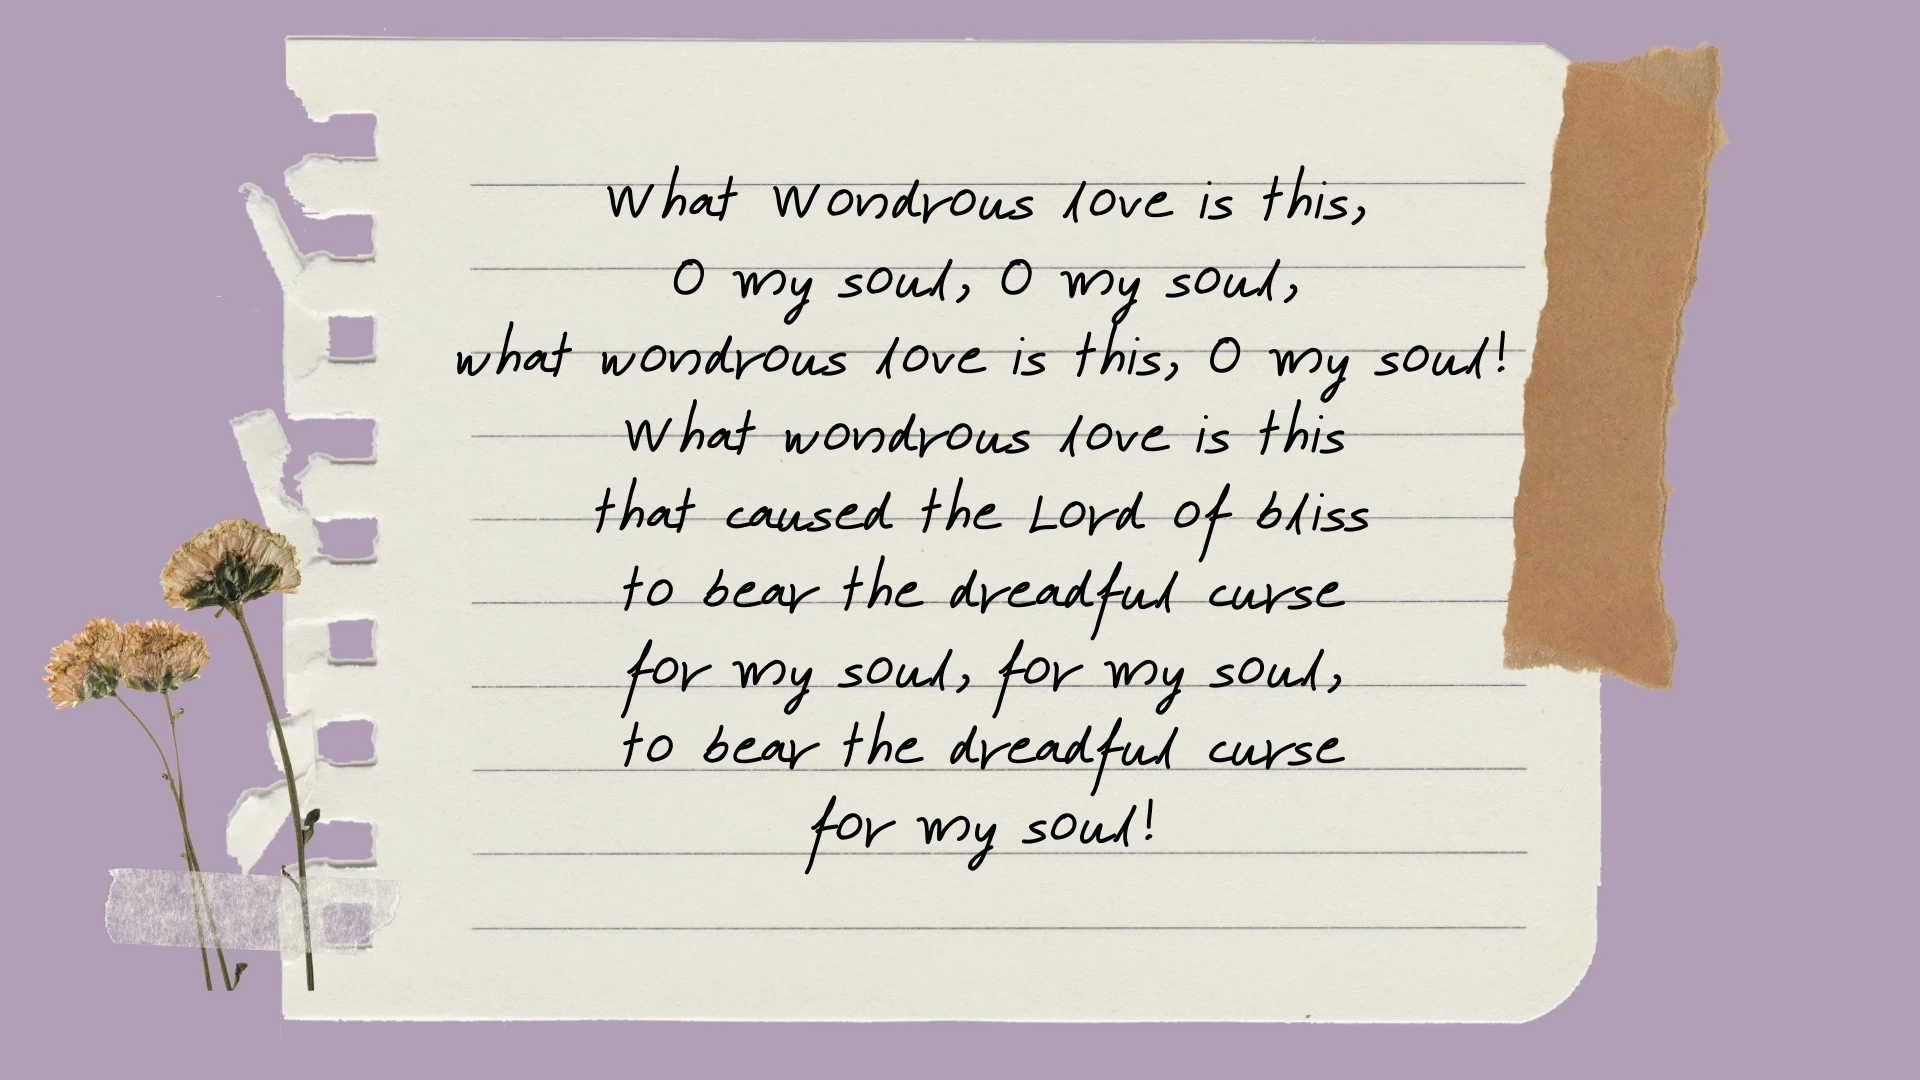 What Wondrous love is this,
O my soul, O my soul,
what wondrous love is this, O my soul!
What wondrous love is this
that caused the Lord of bliss
to bear the dreadful curse
for my soul, for my soul,
to bear the dreadful curse
for my soul!